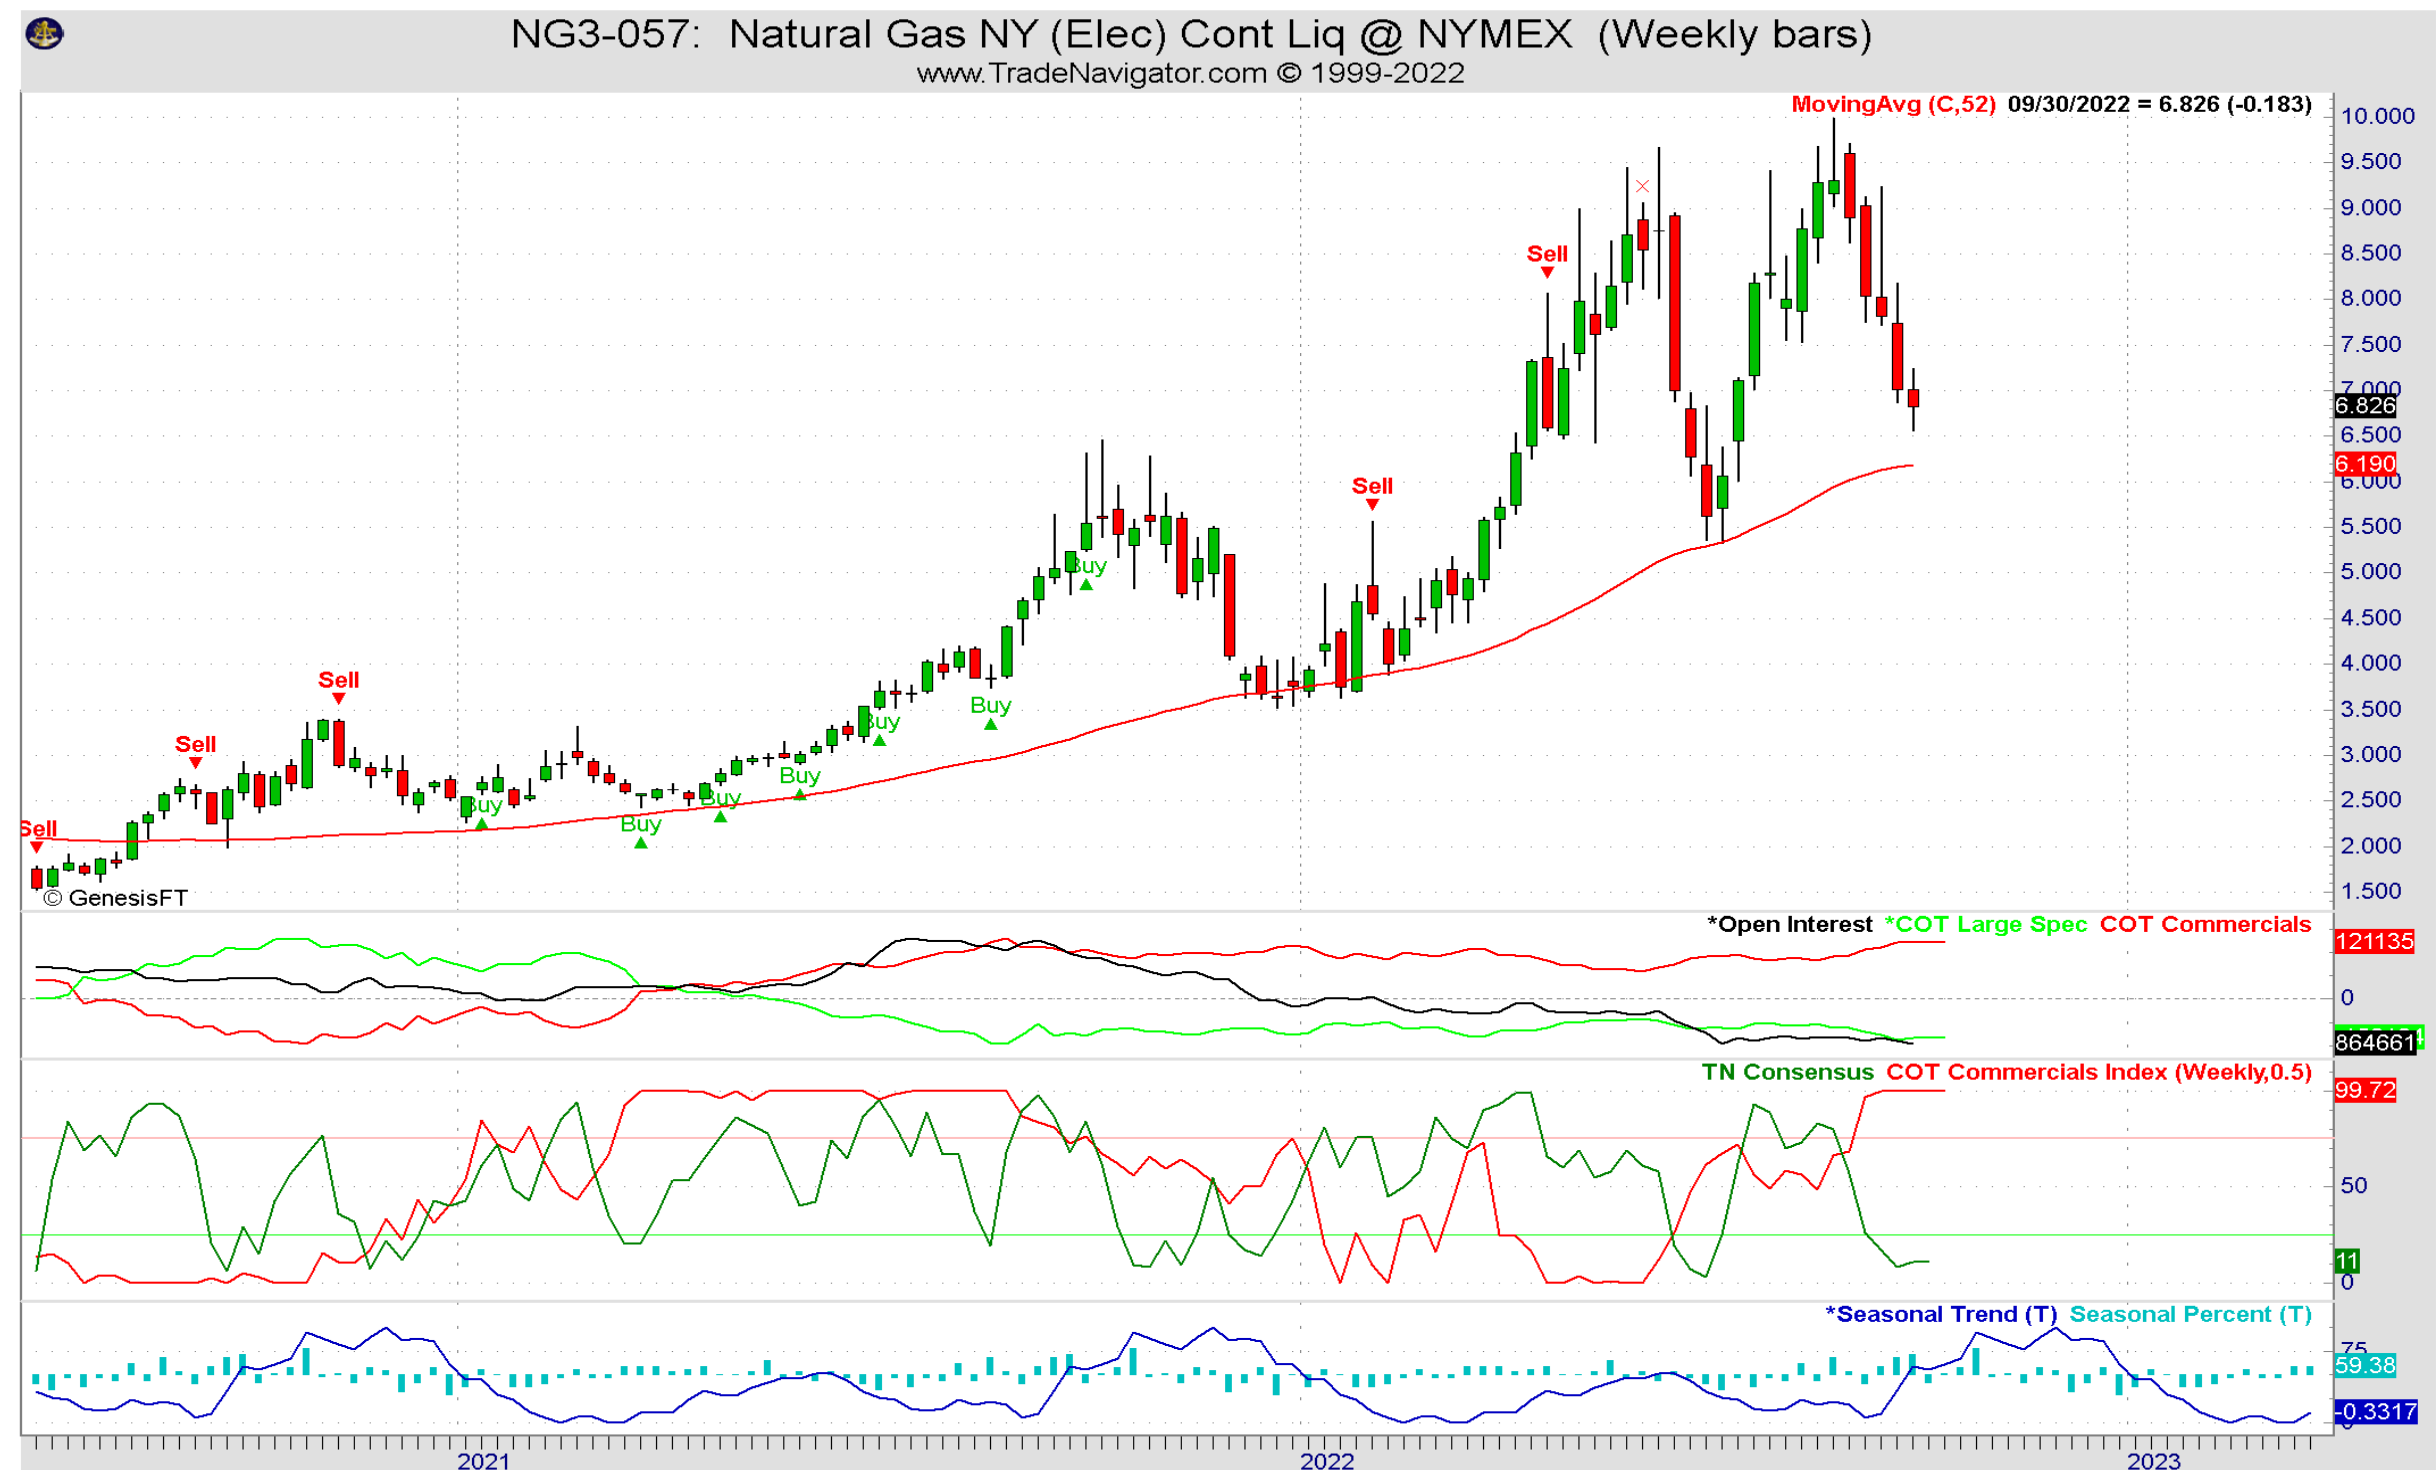 NG3-057: Natural Gas NY (Elec) Cont Liq @ NYMEX (Weekly bars)
www.TradeNavigator.com © 1999-2022
MovingAvg (C,52) 09/30/2022 = 6.826 (-0.183)
10.000
9.500
9.000
Sell
8.500
8.000
7.500
7.000
6.826
6.500
6.190
6.000
Sell
5.500
Buy
5.000
4.500
4.000
Sell
Buy
3.500
Buy
Sell
3.000
Buy
2.500
Buy
Buy
Buy
Sell
2.000
1.500
© GenesisFT
*Open Interest *COT Large Spec COT Commercials
121135
0
864661
TN Consensus COT Commercials Index (Weekly,0.5)
99.72
50
11
0
*Seasonal Trend (T) Seasonal Percent (T)
75
59.38
-0.3317
2021 2022 2023